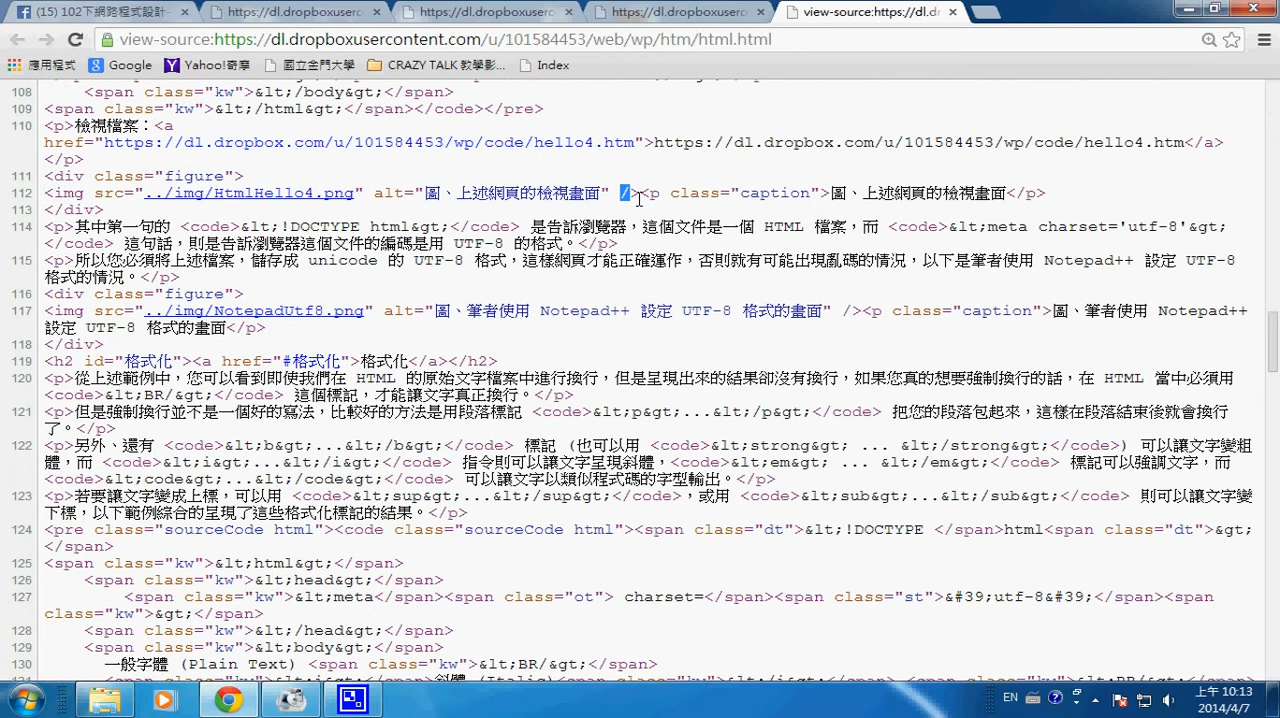 (15) 102下網路程式設計- https://dl.dropboxusercont https://dl.dropboxusercont https://dl.dropboxusercont view-source:https://dl.dr
view-source:https://dl.dropboxusercontent.com/u/101584453/web/wp/htm/html.html
應用程式 Google Yahoo!奇摩 國立金門大學 CRAZY TALK 教學影... Index
108 <span class="kw">&lt;/body&gt;</span>
109 <span class="kw">&lt;/html&gt;</span></code></pre>
110 <p>檢視檔案：<a
href="https://dl.dropbox.com/u/101584453/wp/code/hello4.htm">https://dl.dropbox.com/u/101584453/wp/code/hello4.htm</a>
</p>
111 <div class="figure">
112 <img src="../img/HtmlHello4.png" alt="圖、上述網頁的檢視畫面" /><p class="caption">圖、上述網頁的檢視畫面</p>
113 </div>
114 <p>其中第一句的 <code>&lt;!DOCTYPE html&gt;</code> 是告訴瀏覽器，這個文件是一個 HTML 檔案，而 <code>&lt;meta charset='utf-8'&gt;
</code> 這句話，則是告訴瀏覽器這個文件的編碼是用 UTF-8 的格式。</p>
115 <p>所以您必須將上述檔案，儲存成 unicode 的 UTF-8 格式，這樣網頁才能正確運作，否則就有可能出現亂碼的情況，以下是筆者使用 Notepad++ 設定 UTF-8
格式的情況。</p>
116 <div class="figure">
117 <img src="../img/NotepadUtf8.png" alt="圖、筆者使用 Notepad++ 設定 UTF-8 格式的畫面" /><p class="caption">圖、筆者使用 Notepad++
設定 UTF-8 格式的畫面</p>
118 </div>
119 <h2 id="格式化"><a href="#格式化">格式化</a></h2>
120 <p>從上述範例中，您可以看到即使我們在 HTML 的原始文字檔案中進行換行，但是呈現出來的結果卻沒有換行，如果您真的想要強制換行的話，在 HTML 當中必須用
<code>&lt;BR/&gt;</code> 這個標記，才能讓文字真正換行。</p>
121 <p>但是強制換行並不是一個好的寫法，比較好的方法是用段落標記 <code>&lt;p&gt;...&lt;/p&gt;</code> 把您的段落包起來，這樣在段落結束後就會換行
了。</p>
122 <p>另外、還有 <code>&lt;b&gt;...&lt;/b&gt;</code> 標記 (也可以用 <code>&lt;strong&gt; ... &lt;/strong&gt;</code>) 可以讓文字變粗
體，而 <code>&lt;i&gt;...&lt;/i&gt;</code> 指令則可以讓文字呈現斜體，<code>&lt;em&gt; ... &lt;/em&gt;</code> 標記可以強調文字，而
<code>&lt;code&gt;...&lt;/code&gt;</code> 可以讓文字以類似程式碼的字型輸出。</p>
123 <p>若要讓文字變成上標，可以用 <code>&lt;sup&gt;...&lt;/sup&gt;</code>，或用 <code>&lt;sub&gt;...&lt;/sub&gt;</code> 則可以讓文字變
下標，以下範例綜合的呈現了這些格式化標記的結果。</p>
124 <pre class="sourceCode html"><code class="sourceCode html"><span class="dt">&lt;!DOCTYPE </span>html<span class="dt">&gt;
</span>
125 <span class="kw">&lt;html&gt;</span>
126 <span class="kw">&lt;head&gt;</span>
127 <span class="kw">&lt;meta</span><span class="ot"> charset=</span><span class="st">&#39;utf-8&#39;</span><span
class="kw">&gt;</span>
128 <span class="kw">&lt;/head&gt;</span>
129 <span class="kw">&lt;body&gt;</span>
130 一般字體 (Plain Text) <span class="kw">&lt;BR/&gt;</span>
EN 上午 10:13
2014/4/7